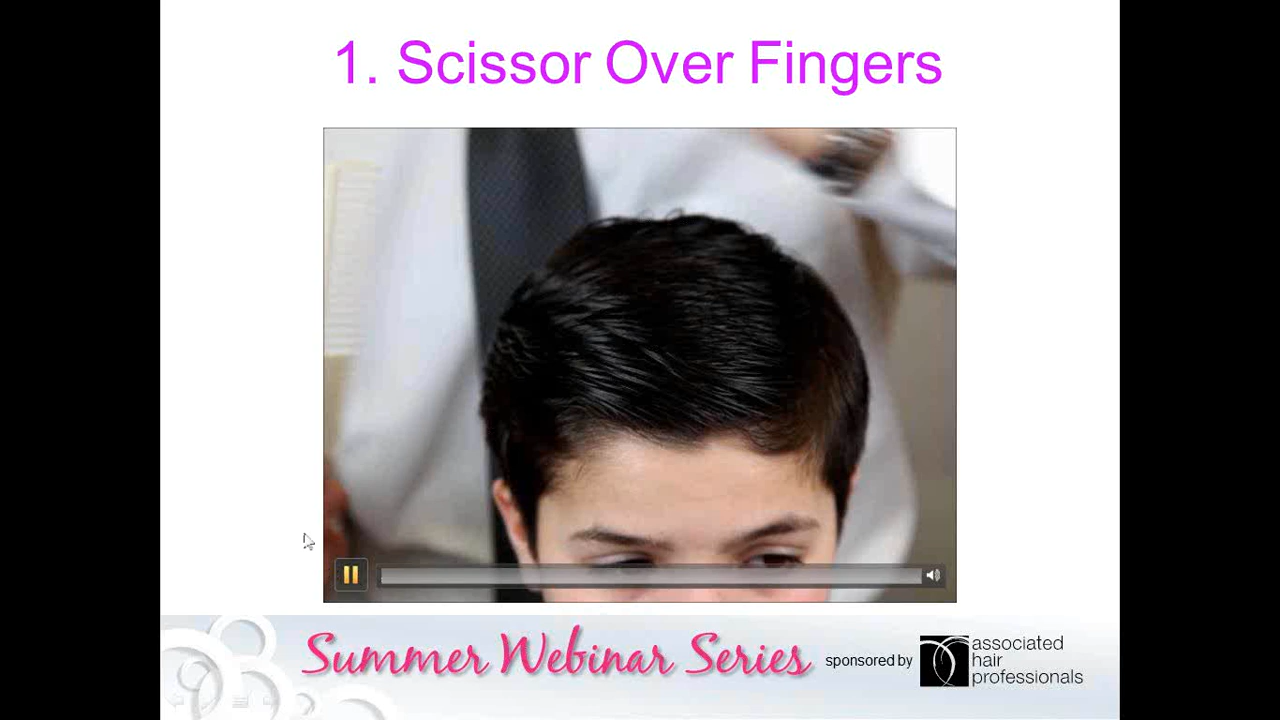 1. Scissor Over Fingers
Summer Webinar Series
sponsored by
associated
hair
professionals